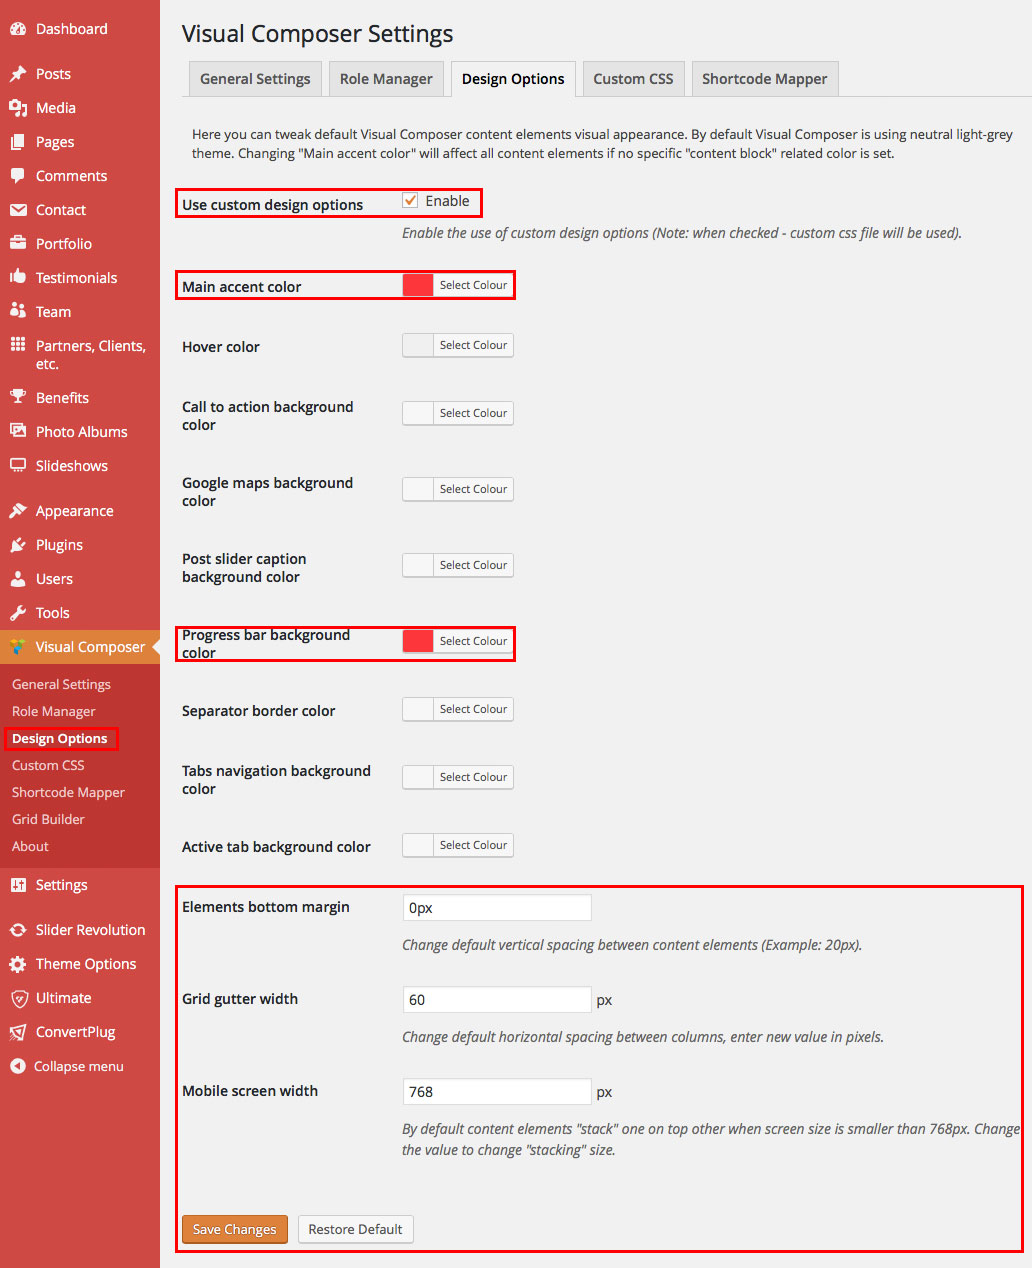 Dashboard
Posts
Media
Pages
Comments
Contact
Portfolio
Testimonials
Team
Partners, Clients,
etc.
Benefits
Photo Albums
Slideshows
Appearance
Plugins
Users
Tools
Visual Composer
General Settings
Role Manager
Design Options
Custom CSS
Shortcode Mapper
Grid Builder
About
Settings
Slider Revolution
Theme Options
Ultimate
ConvertPlug
Collapse menu
Visual Composer Settings
General Settings
Role Manager
Design Options
Custom CSS
Shortcode Mapper
Here you can tweak default Visual Composer content elements visual appearance. By default Visual Composer is using neutral light-grey
theme. Changing "Main accent color" will affect all content elements if no specific "content block" related color is set.
Use custom design options
Enable
Enable the use of custom design options (Note: when checked - custom css file will be used).
Main accent color
Select Colour
Hover color
Select Colour
Call to action background
color
Select Colour
Google maps background
color
Select Colour
Post slider caption
background color
Select Colour
Progress bar background
color
Select Colour
Separator border color
Select Colour
Tabs navigation background
color
Select Colour
Active tab background color
Select Colour
Elements bottom margin
0px
Change default vertical spacing between content elements (Example: 20px).
Grid gutter width
60 px
Change default horizontal spacing between columns, enter new value in pixels.
Mobile screen width
768 px
By default content elements "stack" one on top other when screen size is smaller than 768px. Change
the value to change "stacking" size.
Save Changes
Restore Default